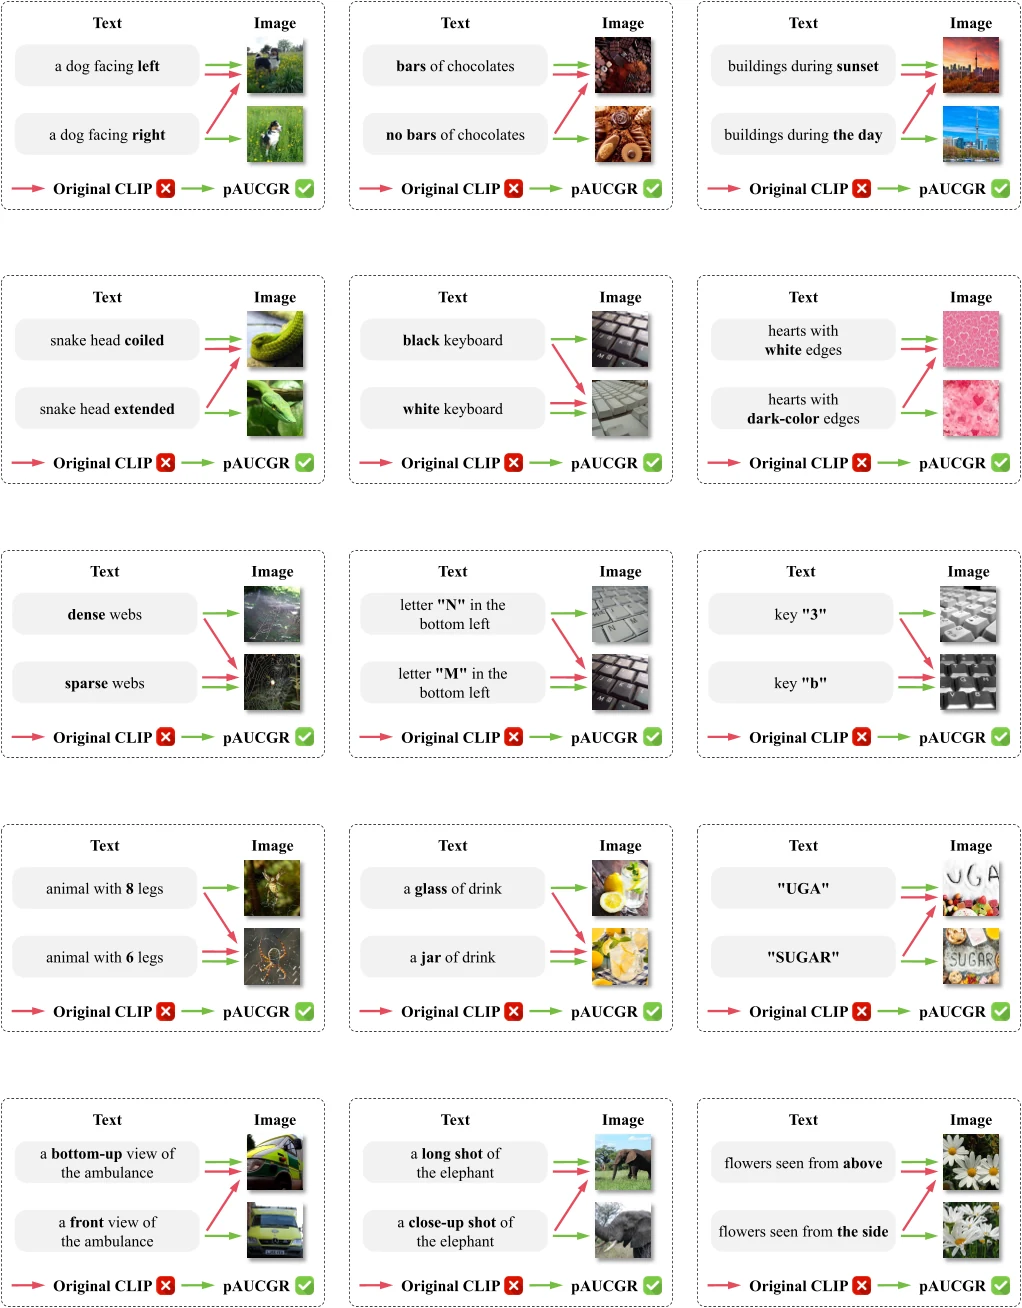 Text Image
a dog facing left
a dog facing right
Original CLIP pAUCGR
Text Image
bars of chocolates
no bars of chocolates
Original CLIP pAUCGR
Text Image
buildings during sunset
buildings during the day
Original CLIP pAUCGR
Text Image
snake head coiled
snake head extended
Original CLIP pAUCGR
Text Image
black keyboard
white keyboard
Original CLIP pAUCGR
Text Image
hearts with
white edges
hearts with
dark-color edges
Original CLIP pAUCGR
Text Image
dense webs
sparse webs
Original CLIP pAUCGR
Text Image
letter "N" in the
bottom left
letter "M" in the
bottom left
Original CLIP pAUCGR
Text Image
key "3"
key "b"
Original CLIP pAUCGR
Text Image
animal with 8 legs
animal with 6 legs
Original CLIP pAUCGR
Text Image
a glass of drink
a jar of drink
Original CLIP pAUCGR
Text Image
"UGA"
UGA
"SUGAR"
SUGAR
Original CLIP pAUCGR
Text Image
a bottom-up view of
the ambulance
a front view of
the ambulance
Original CLIP pAUCGR
Text Image
a long shot of
the elephant
a close-up shot of
the elephant
Original CLIP pAUCGR
Text Image
flowers seen from above
flowers seen from the side
Original CLIP pAUCGR